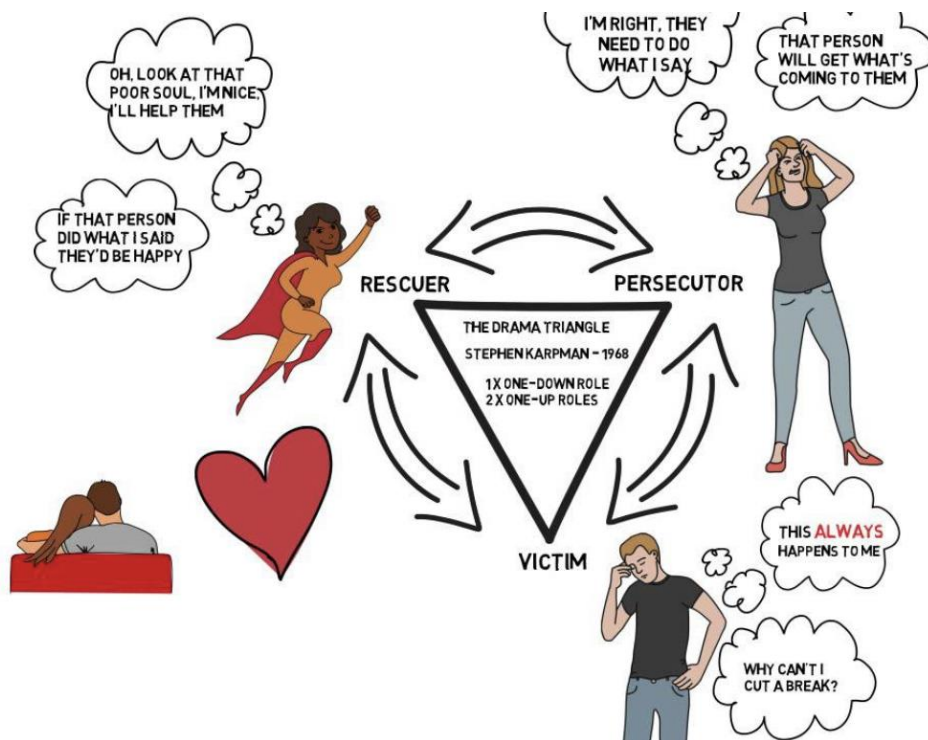 OH, LOOK AT THAT
POOR SOUL, I'M NICE,
I'LL HELP THEM
IF THAT PERSON
DID WHAT I SAID
THEY'D BE HAPPY
I'M RIGHT, THEY
NEED TO DO
WHAT I SAY
THAT PERSON
WILL GET WHAT'S
COMING TO THEM
RESCUER
PERSECUTOR
THE DRAMA TRIANGLE
STEPHEN KARPMAN - 1968
1 X ONE-DOWN ROLE
2 X ONE-UP ROLES
VICTIM
THIS ALWAYS
HAPPENS TO ME
WHY CAN'T I
CUT A BREAK?